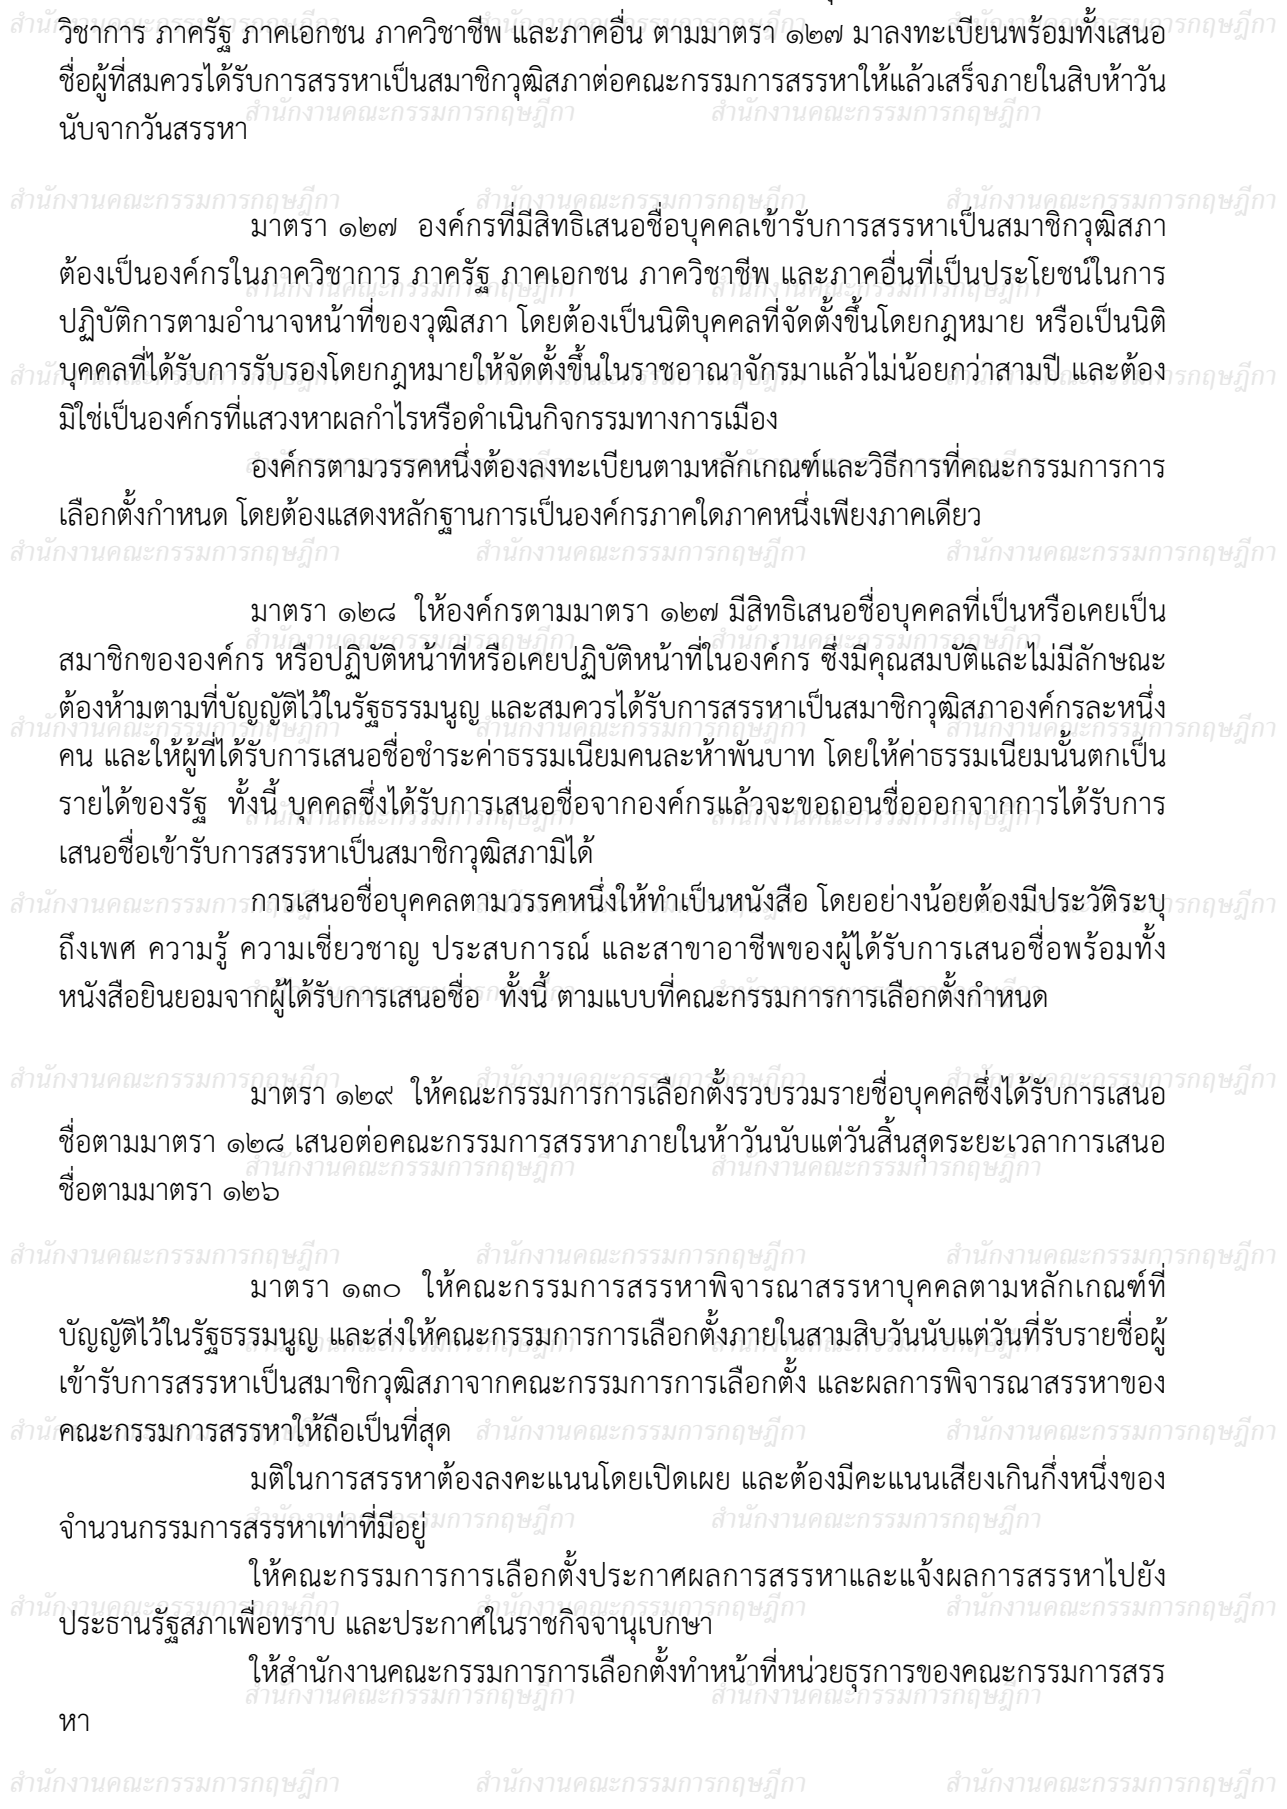 วิชาการ ภาครัฐ ภาคเอกชน ภาควิชาชีพ และภาคอื่น ตามมาตรา ๑๒๗ มาลงทะเบียนพร้อมทั้งเสนอ
ชื่อผู้ที่สมควรได้รับการสรรหาเป็นสมาชิกวุฒิสภาต่อคณะกรรมการสรรหาให้แล้วเสร็จภายในสิบห้าวัน
นับจากวันสรรหา
มาตรา ๑๒๗ องค์กรที่มีสิทธิเสนอชื่อบุคคลเข้ารับการสรรหาเป็นสมาชิกวุฒิสภา
ต้องเป็นองค์กรในภาควิชาการ ภาครัฐ ภาคเอกชน ภาควิชาชีพ และภาคอื่นที่เป็นประโยชน์ในการ
ปฏิบัติการตามอำนาจหน้าที่ของวุฒิสภา โดยต้องเป็นนิติบุคคลที่จัดตั้งขึ้นโดยกฎหมาย หรือเป็นนิติ
บุคคลที่ได้รับการรับรองโดยกฎหมายให้จัดตั้งขึ้นในราชอาณาจักรมาแล้วไม่น้อยกว่าสามปี และต้อง
มิใช่เป็นองค์กรที่แสวงหาผลกำไรหรือดำเนินกิจกรรมทางการเมือง
องค์กรตามวรรคหนึ่งต้องลงทะเบียนตามหลักเกณฑ์และวิธีการที่คณะกรรมการการ
เลือกตั้งกำหนด โดยต้องแสดงหลักฐานการเป็นองค์กรภาคใดภาคหนึ่งเพียงภาคเดียว
มาตรา ๑๒๘ ให้องค์กรตามมาตรา ๑๒๗ มีสิทธิเสนอชื่อบุคคลที่เป็นหรือเคยเป็น
สมาชิกขององค์กร หรือปฏิบัติหน้าที่หรือเคยปฏิบัติหน้าที่ในองค์กร ซึ่งมีคุณสมบัติและไม่มีลักษณะ
ต้องห้ามตามที่บัญญัติไว้ในรัฐธรรมนูญ และสมควรได้รับการสรรหาเป็นสมาชิกวุฒิสภาองค์กรละหนึ่ง
คน และให้ผู้ที่ได้รับการเสนอชื่อชำระค่าธรรมเนียมคนละห้าพันบาท โดยให้ค่าธรรมเนียมนั้นตกเป็น
รายได้ของรัฐ ทั้งนี้ บุคคลซึ่งได้รับการเสนอชื่อจากองค์กรแล้วจะขอถอนชื่อออกจากการได้รับการ
เสนอชื่อเข้ารับการสรรหาเป็นสมาชิกวุฒิสภามิได้
การเสนอชื่อบุคคลตามวรรคหนึ่งให้ทำเป็นหนังสือ โดยอย่างน้อยต้องมีประวัติระบุ
ถึงเพศ ความรู้ ความเชี่ยวชาญ ประสบการณ์ และสาขาอาชีพของผู้ได้รับการเสนอชื่อพร้อมทั้ง
หนังสือยินยอมจากผู้ได้รับการเสนอชื่อ ทั้งนี้ ตามแบบที่คณะกรรมการการเลือกตั้งกำหนด
มาตรา ๑๒๙ ให้คณะกรรมการการเลือกตั้งรวบรวมรายชื่อบุคคลซึ่งได้รับการเสนอ
ชื่อตามมาตรา ๑๒๘ เสนอต่อคณะกรรมการสรรหาภายในห้าวันนับแต่วันสิ้นสุดระยะเวลาการเสนอ
ชื่อตามมาตรา ๑๒๖
มาตรา ๑๓๐ ให้คณะกรรมการสรรหาพิจารณาสรรหาบุคคลตามหลักเกณฑ์ที่
บัญญัติไว้ในรัฐธรรมนูญ และส่งให้คณะกรรมการการเลือกตั้งภายในสามสิบวันนับแต่วันที่รับรายชื่อผู้
เข้ารับการสรรหาเป็นสมาชิกวุฒิสภาจากคณะกรรมการการเลือกตั้ง และผลการพิจารณาสรรหาของ
คณะกรรมการสรรหาให้ถือเป็นที่สุด
มติในการสรรหาต้องลงคะแนนโดยเปิดเผย และต้องมีคะแนนเสียงเกินกึ่งหนึ่งของ
จำนวนกรรมการสรรหาเท่าที่มีอยู่
ให้คณะกรรมการการเลือกตั้งประกาศผลการสรรหาและแจ้งผลการสรรหาไปยัง
ประธานรัฐสภาเพื่อทราบ และประกาศในราชกิจจานุเบกษา
ให้สำนักงานคณะกรรมการการเลือกตั้งทำหน้าที่หน่วยธุรการของคณะกรรมการสรร
หา
สำนักงานคณะกรรมการกฤษฎีกา สำนักงานคณะกรรมการกฤษฎีกา สำนักงานคณะกรรมการกฤษฎีกา